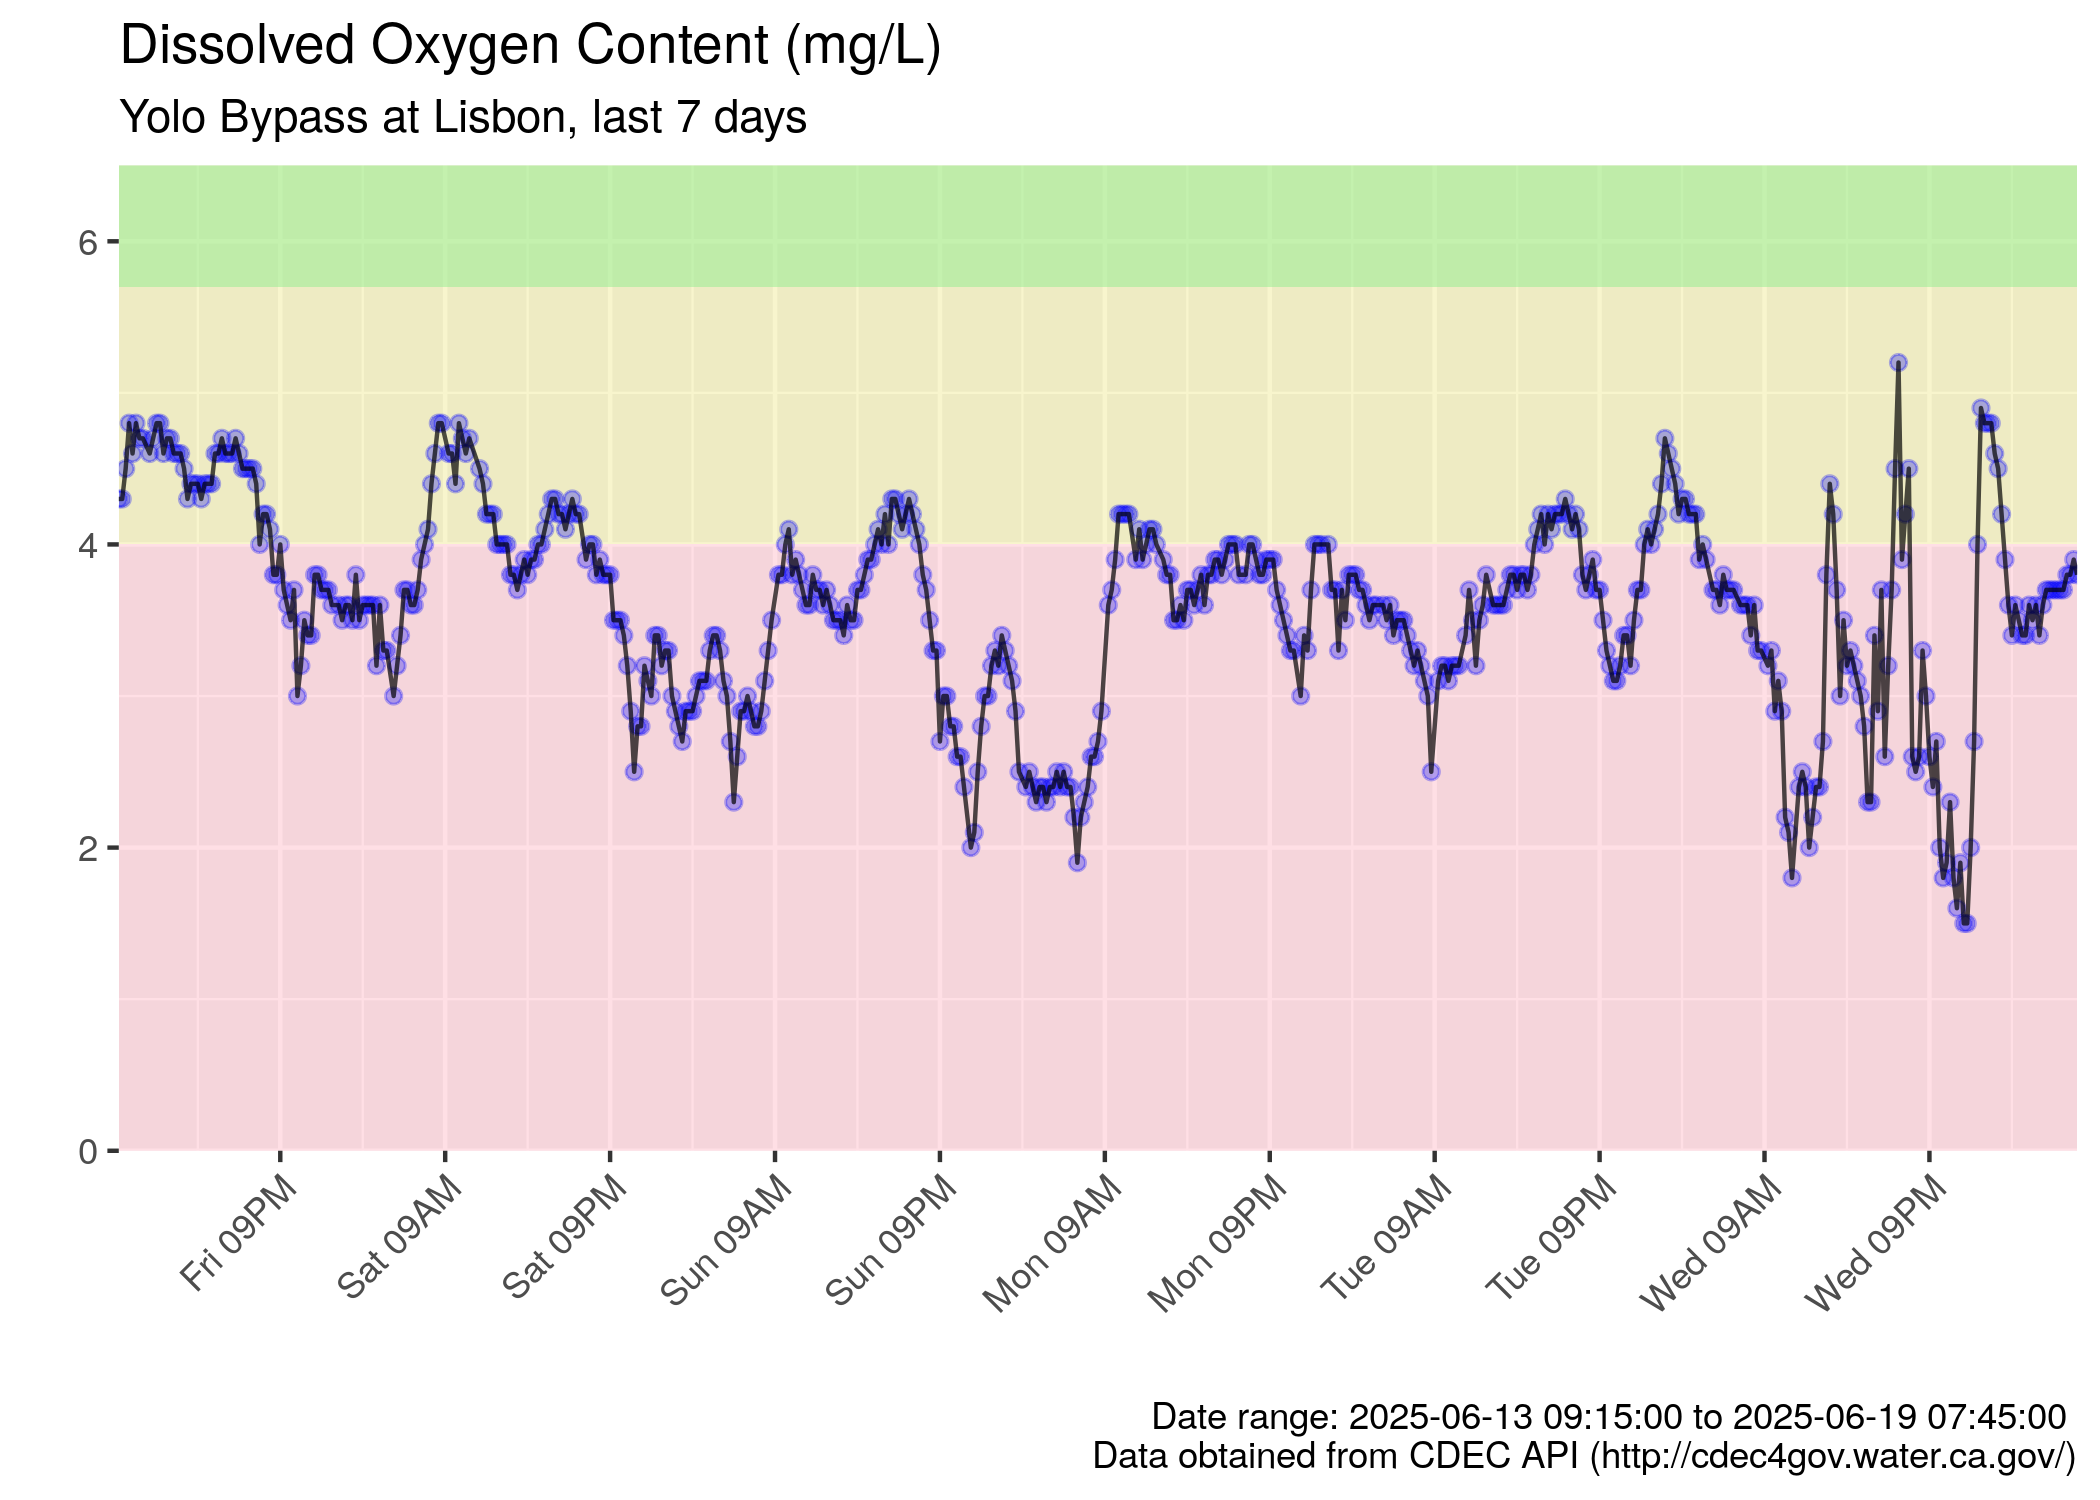 Dissolved Oxygen Content (mg/L)
Yolo Bypass at Lisbon, last 7 days
6
4
2
0
Fri 09PM
Sat 09AM
Sat 09PM
Sun 09AM
Sun 09PM
Mon 09AM
Mon 09PM
Tue 09AM
Tue 09PM
Wed 09AM
Wed 09PM
Date range: 2025-06-13 09:15:00 to 2025-06-19 07:45:00
Data obtained from CDEC API (http://cdec4gov.water.ca.gov/)